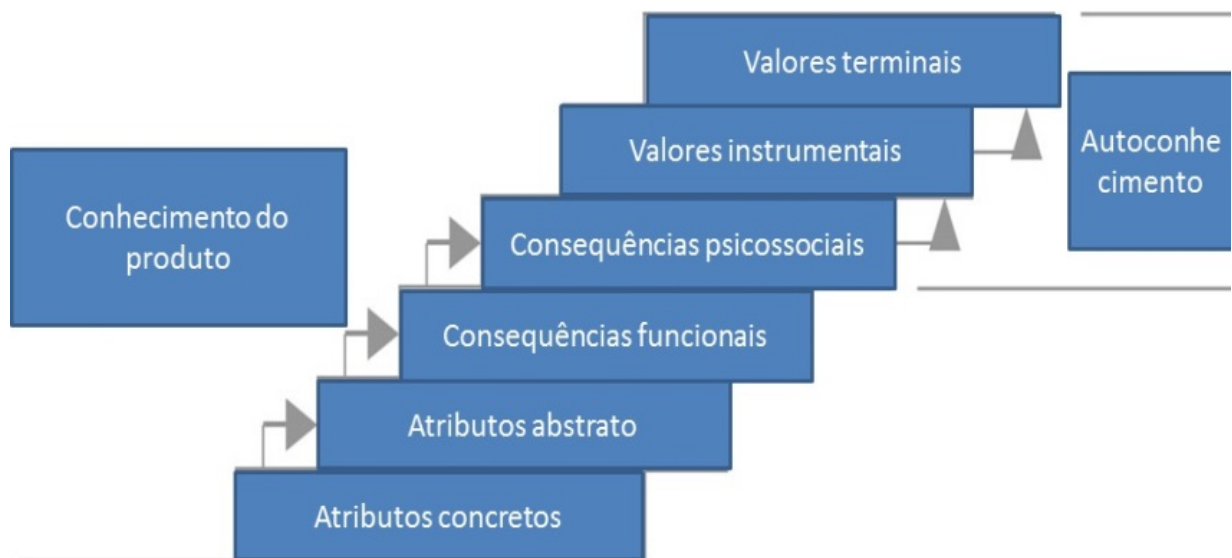 Valores terminais
Valores instrumentais
Autoconhe
cimento
Conhecimento do
produto
Consequências psicossociais
Consequências funcionais
Atributos abstrato
Atributos concretos